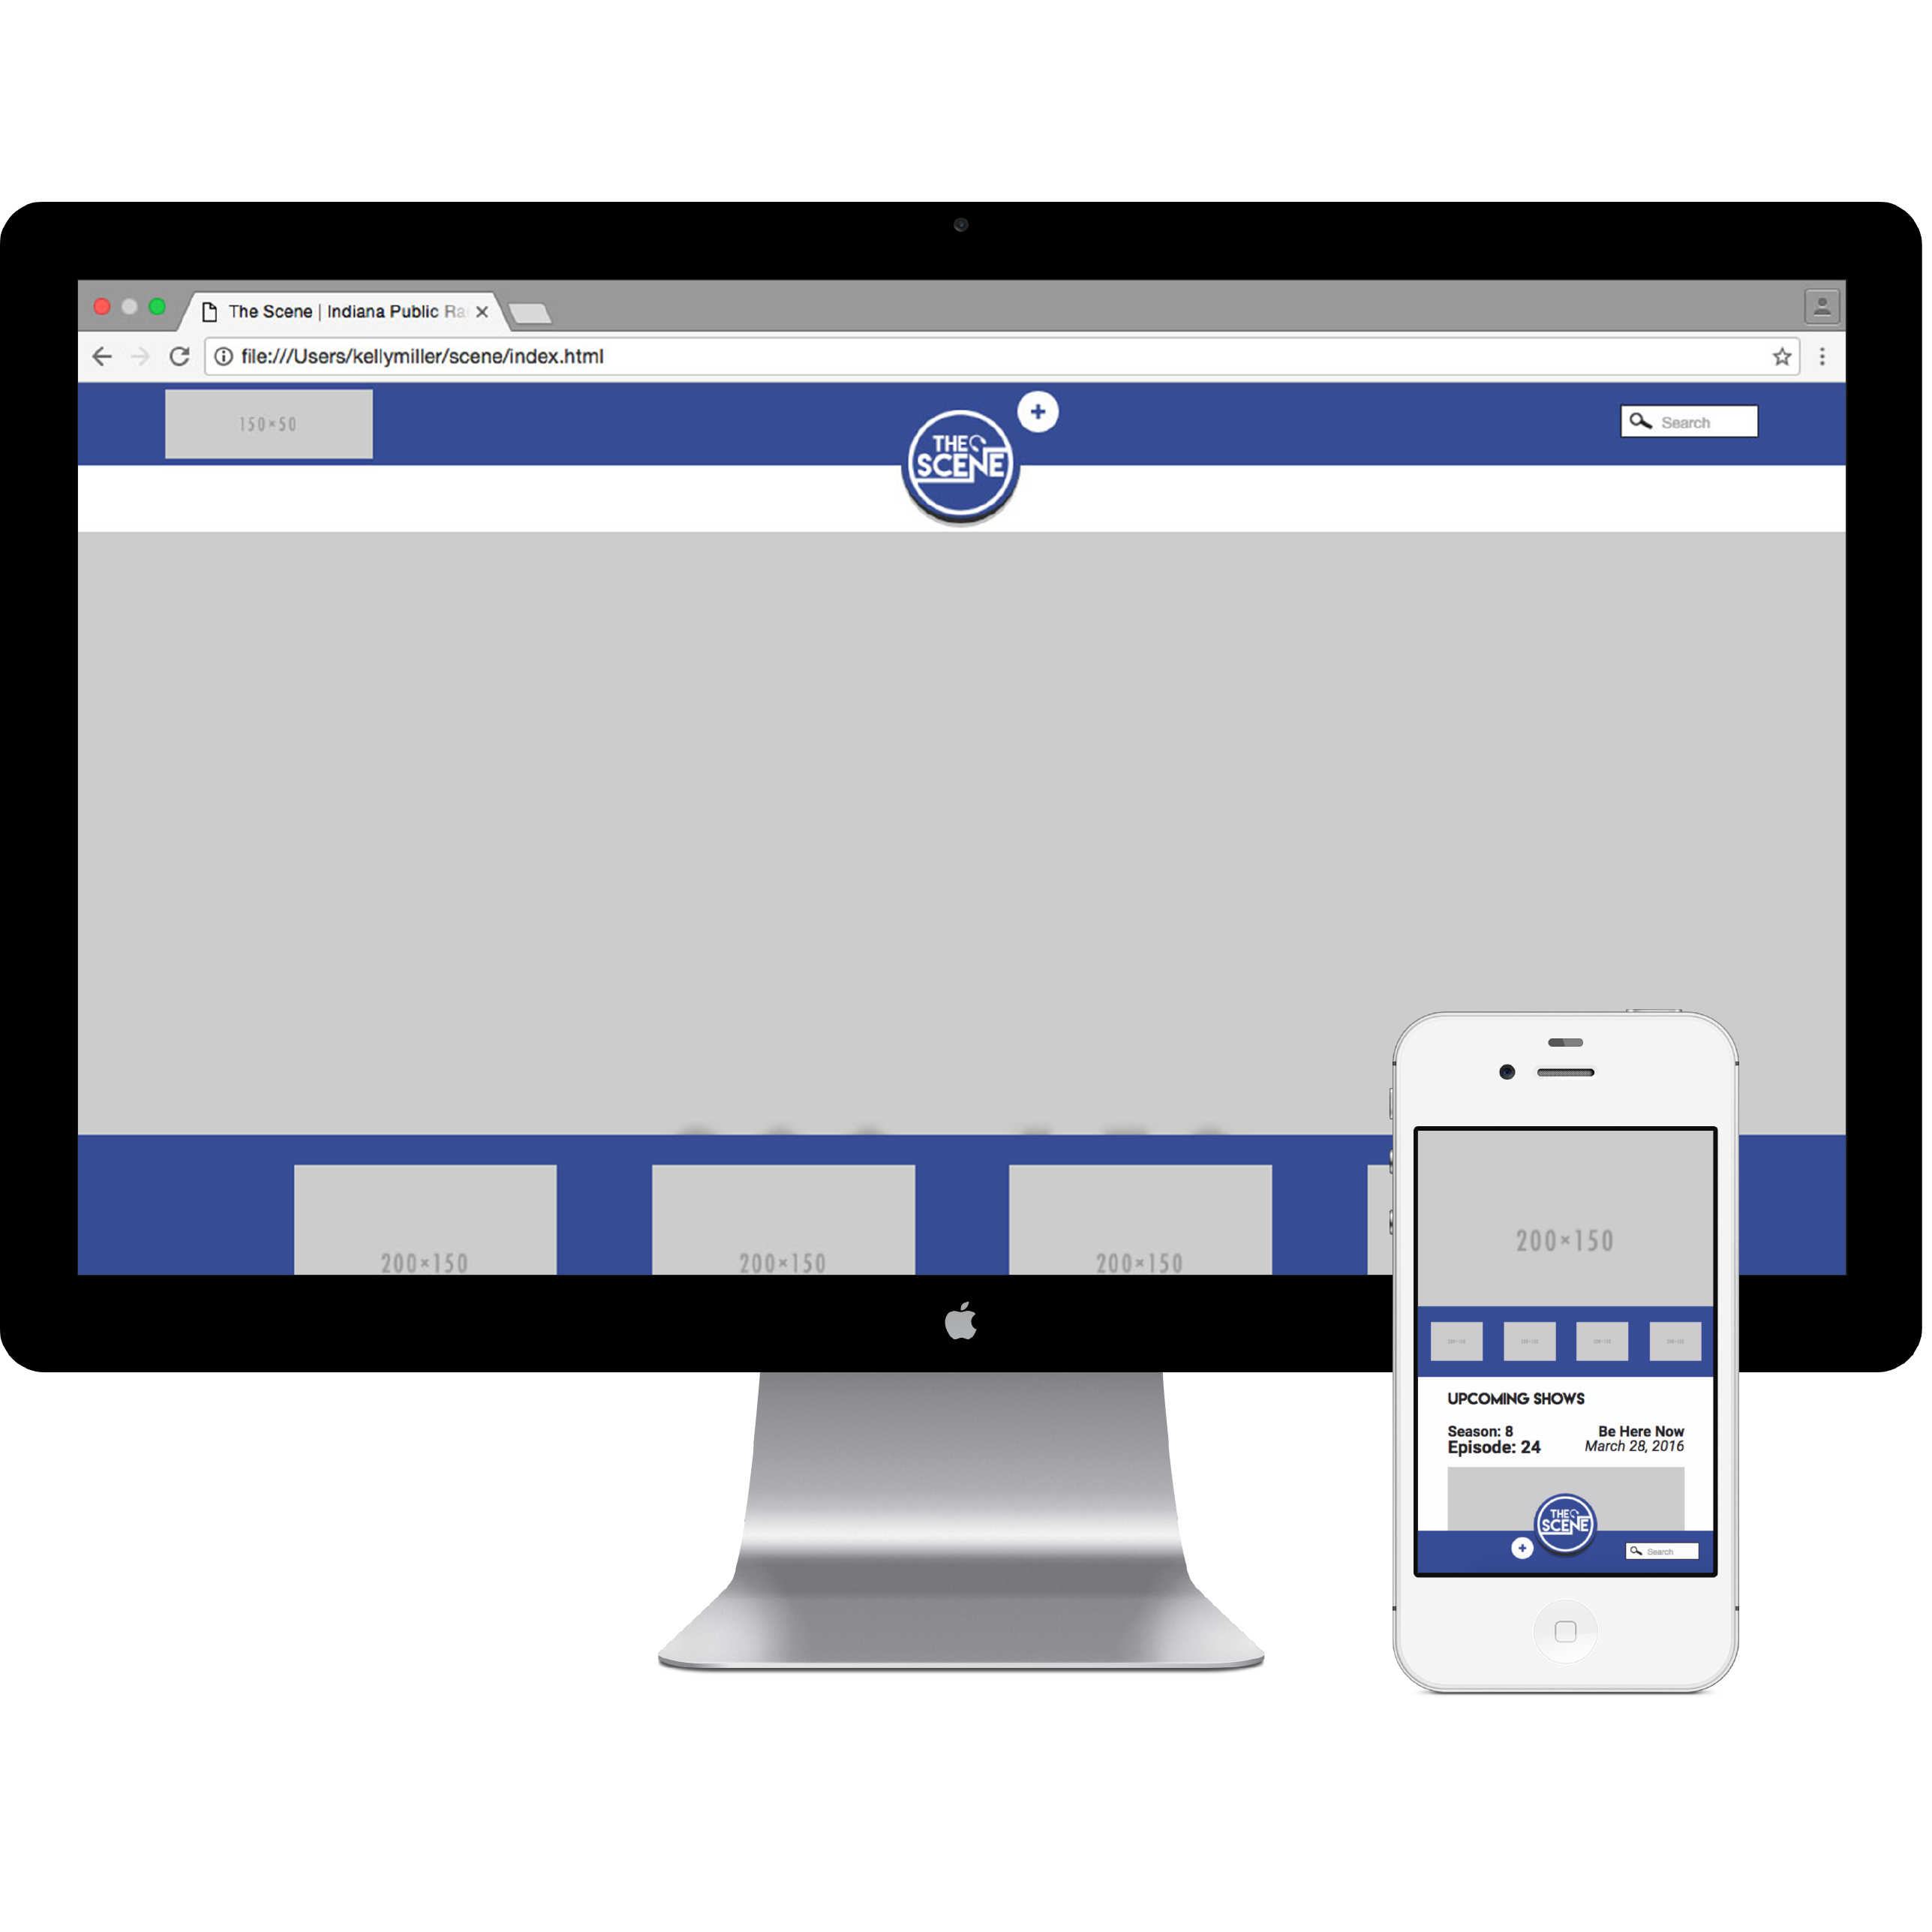 The Scene | Indiana Public Ra
file:///Users/kellymiller/scene/index.html
150×50
THE
SCENE
Search
200×150
200×150
200×150
200×150
UPCOMING SHOWS
Season: 8
Episode: 24
Be Here Now
March 28, 2016
THE
SCENE
Search